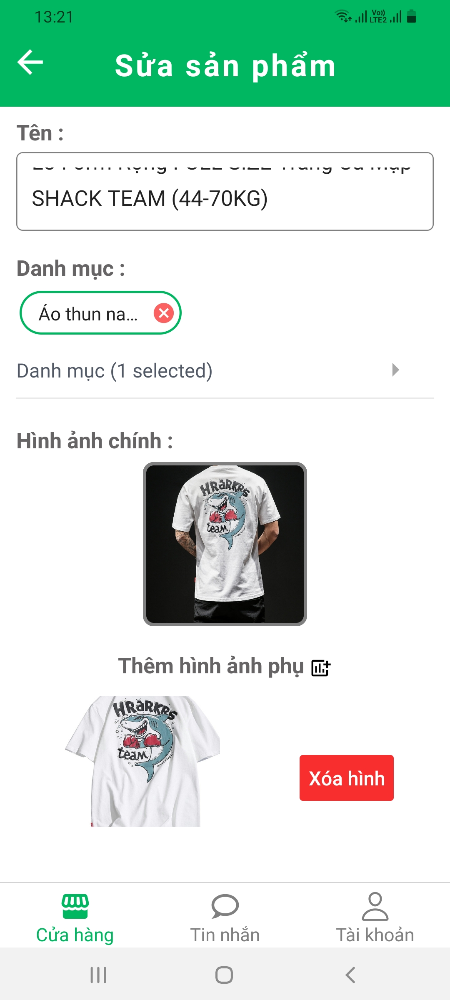 13:21
Vo))
LTE2
Sửa sản phẩm
Tên :
SHACK TEAM (44-70KG)
Danh mục :
Áo thun na...
Danh mục (1 selected)
Hình ảnh chính :
HRaRKRS
team
Thêm hình ảnh phụ
HRaRKRS
team
Xóa hình
Cửa hàng
Tin nhắn
Tài khoản